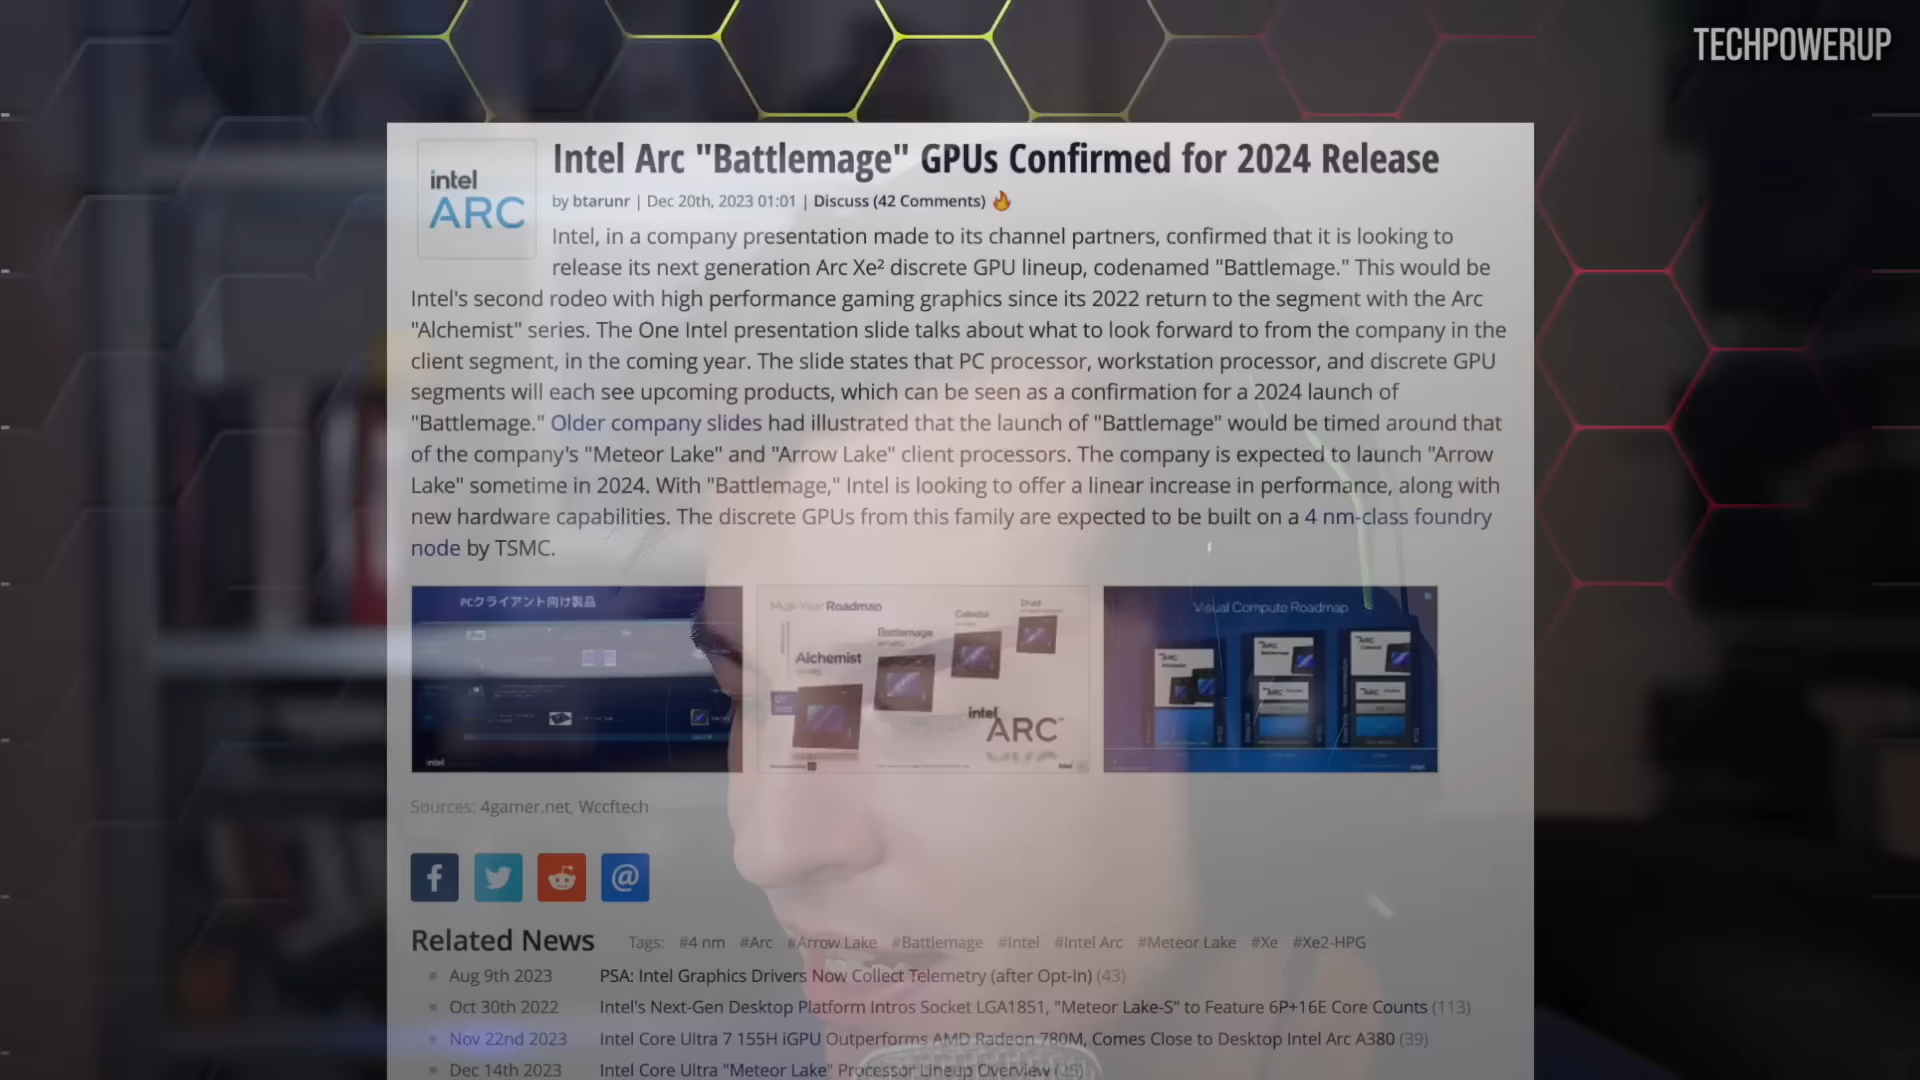 TECHPOWERUP
intel
ARC
Intel Arc "Battlemage" GPUs Confirmed for 2024 Release
by btarunr | Dec 20th, 2023 01:01 | Discuss (42 Comments)
Intel, in a company presentation made to its channel partners, confirmed that it is looking to
release its next generation Arc Xe² discrete GPU lineup, codenamed "Battlemage." This would be
Intel's second rodeo with high performance gaming graphics since its 2022 return to the segment with the Arc
"Alchemist" series. The One Intel presentation slide talks about what to look forward to from the company in the
client segment, in the coming year. The slide states that PC processor, workstation processor, and discrete GPU
segments will each see upcoming products, which can be seen as a confirmation for a 2024 launch of
"Battlemage." Older company slides had illustrated that the launch of "Battlemage" would be timed around that
of the company's "Meteor Lake" and "Arrow Lake" client processors. The company is expected to launch "Arrow
Lake" sometime in 2024. With "Battlemage," Intel is looking to offer a linear increase in performance, along with
new hardware capabilities. The discrete GPUs from this family are expected to be built on a 4 nm-class foundry
node by TSMC.
PCクライアント向け製品
intel
Multi-Year Roadmap
Alchemist
Battlemage
Celestial
Druid
intel
ARC
Visual Compute Roadmap
Sources: 4gamer.net, Wccftech
Related News
Tags: #4 nm #Arc #Arrow Lake #Battlemage #Intel #Intel Arc #Meteor Lake #Xe #Xe2-HPG
Aug 9th 2023 PSA: Intel Graphics Drivers Now Collect Telemetry (after Opt-In) (43)
Oct 30th 2022 Intel's Next-Gen Desktop Platform Intros Socket LGA1851, "Meteor Lake-S" to Feature 6P+16E Core Counts (113)
Nov 22nd 2023 Intel Core Ultra 7 155H iGPU Outperforms AMD Radeon 780M, Comes Close to Desktop Intel Arc A380 (39)
Dec 14th 2023 Intel Core Ultra "Meteor Lake" Processor Lineup Overview (25)